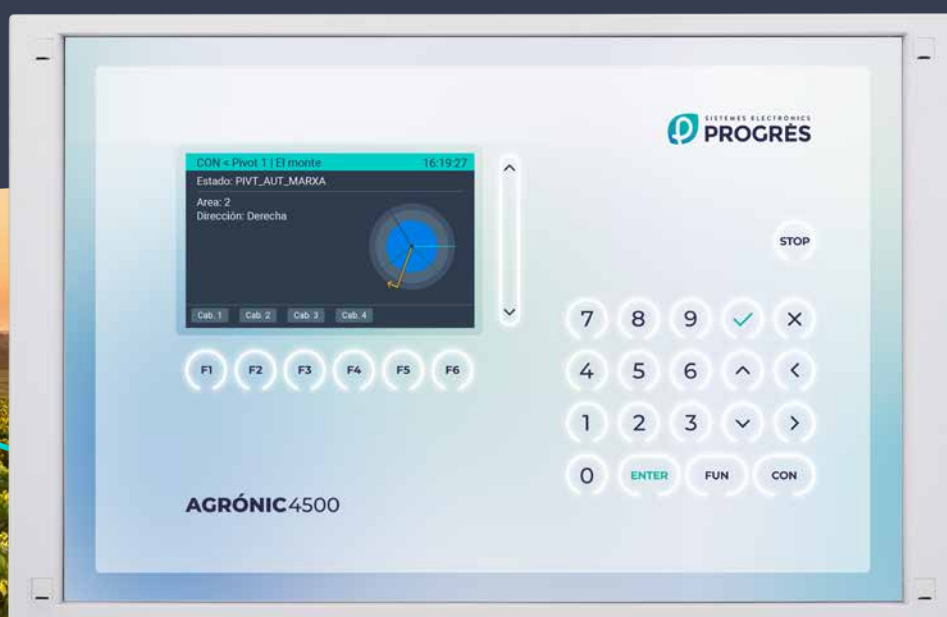 SISTEMES ELECTRÒNICS
PROGRÉS
CON < Pivot 1 | El monte 16:19:27
Estado: PIVT_AUT_MARXA
Area: 2
Dirección: Derecha
Cab. 1 Cab. 2 Cab. 3 Cab. 4
STOP
F1 F2 F3 F4 F5 F6
7 8 9
4 5 6
1 2 3
0 ENTER FUN CON
AGRÓNIC4500